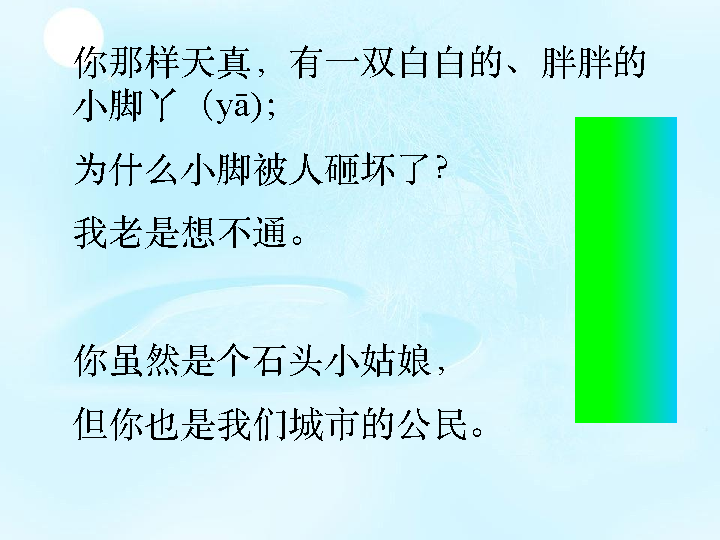 你那样天真，有一双白白的、胖胖的
小脚丫（yā)；
为什么小脚被人砸坏了？
我老是想不通。
你虽然是个石头小姑娘，
但你也是我们城市的公民。